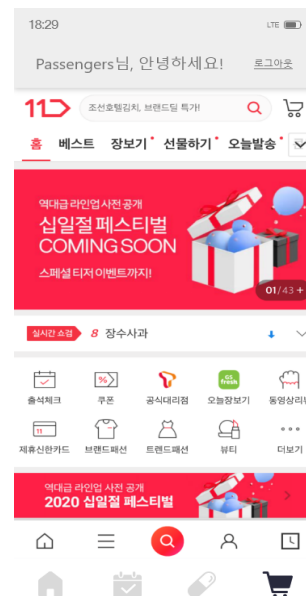 18:29
LTE
Passengers님, 안녕하세요!
로그아웃
11
조선호텔김치, 브랜드딜 특가!
홈 베스트 장보기 선물하기 오늘발송
역대급 라인업 사전 공개
십일절페스티벌
COMING SOON
스페셜 티저 이벤트까지!
01/43 +
실시간 쇼검 8 장수사과
11 % GS fresh
출석체크 쿠폰 공식대리점 오늘장보기 동영상리뷰
11
제휴신한카드 브랜드패션 트렌드패션 뷰티 더보기
역대급 라인업 사전 공개
2020 십일절 페스티벌